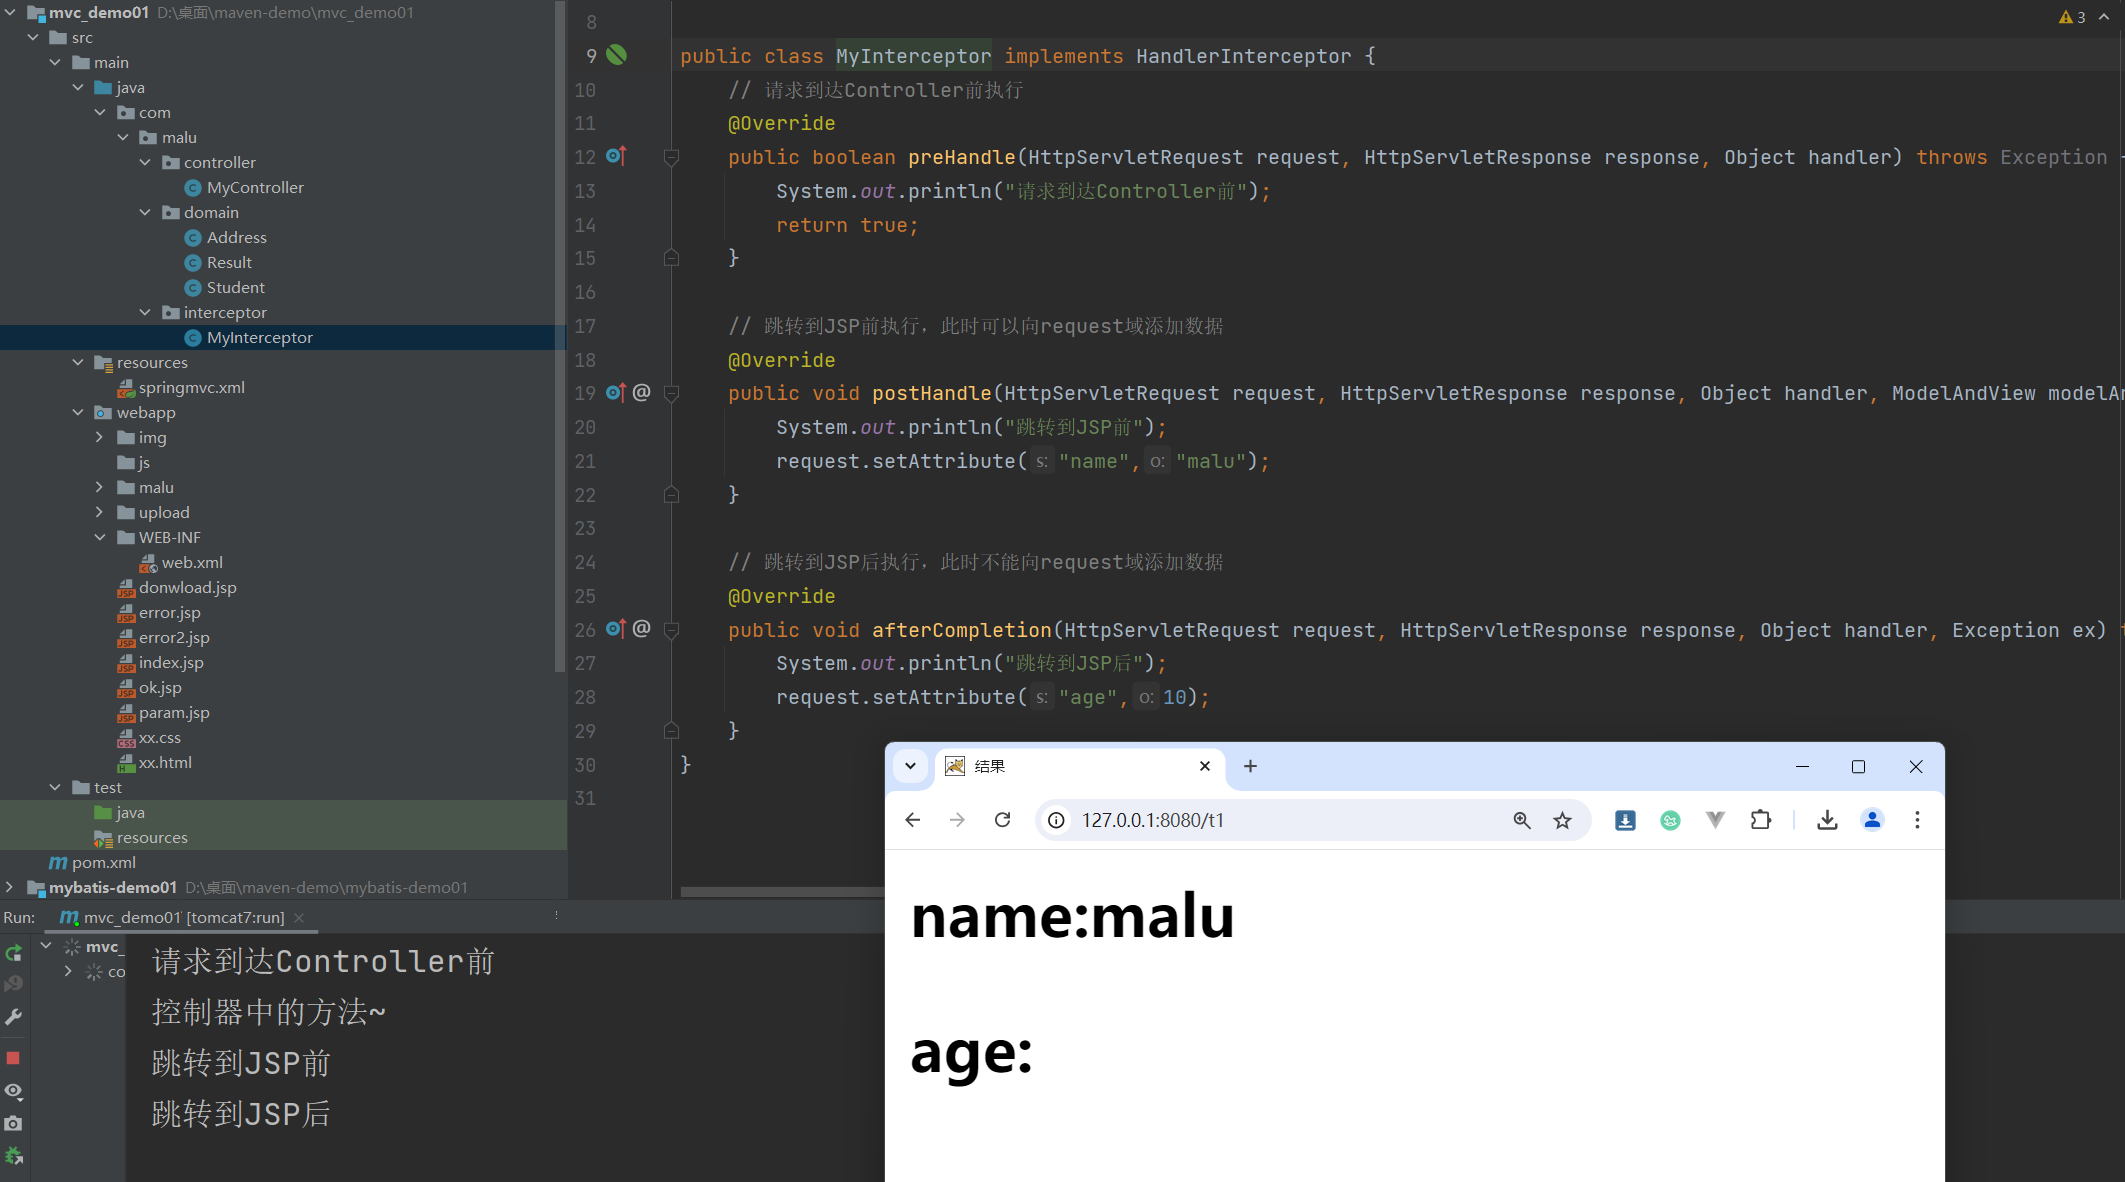 mvc_demo01 D:\桌面\maven-demo\mvc_demo01
src
main
java
com
malu
controller
MyController
domain
Address
Result
Student
interceptor
MyInterceptor
resources
springmvc.xml
webapp
img
js
malu
upload
WEB-INF
web.xml
donwload.jsp
error.jsp
error2.jsp
index.jsp
ok.jsp
param.jsp
xx.css
xx.html
test
java
resources
pom.xml
mybatis-demo01 D:\桌面\maven-demo\mybatis-demo01
3
8
9 public class MyInterceptor implements HandlerInterceptor {
10 // 请求到达Controller前执行
11 @Override
12 public boolean preHandle(HttpServletRequest request, HttpServletResponse response, Object handler) throws Exception
13 System.out.println("请求到达Controller前");
14 return true;
15 }
16
17 // 跳转到JSP前执行，此时可以向request域添加数据
18 @Override
19 @ public void postHandle(HttpServletRequest request, HttpServletResponse response, Object handler, ModelAndView modelAn
20 System.out.println("跳转到JSP前");
21 request.setAttribute( s: "name", o: "malu");
22 }
23
24 // 跳转到JSP后执行，此时不能向request域添加数据
25 @Override
26 @ public void afterCompletion(HttpServletRequest request, HttpServletResponse response, Object handler, Exception ex)
27 System.out.println("跳转到JSP后");
28 request.setAttribute( s: "age", o: 10);
29 }
30 }
31
Run: mvc_demo01 [tomcat7:run]
mvc_
co
请求到达Controller前
控制器中的方法~
跳转到JSP前
跳转到JSP后
结果
127.0.0.1:8080/t1
name:malu
age: